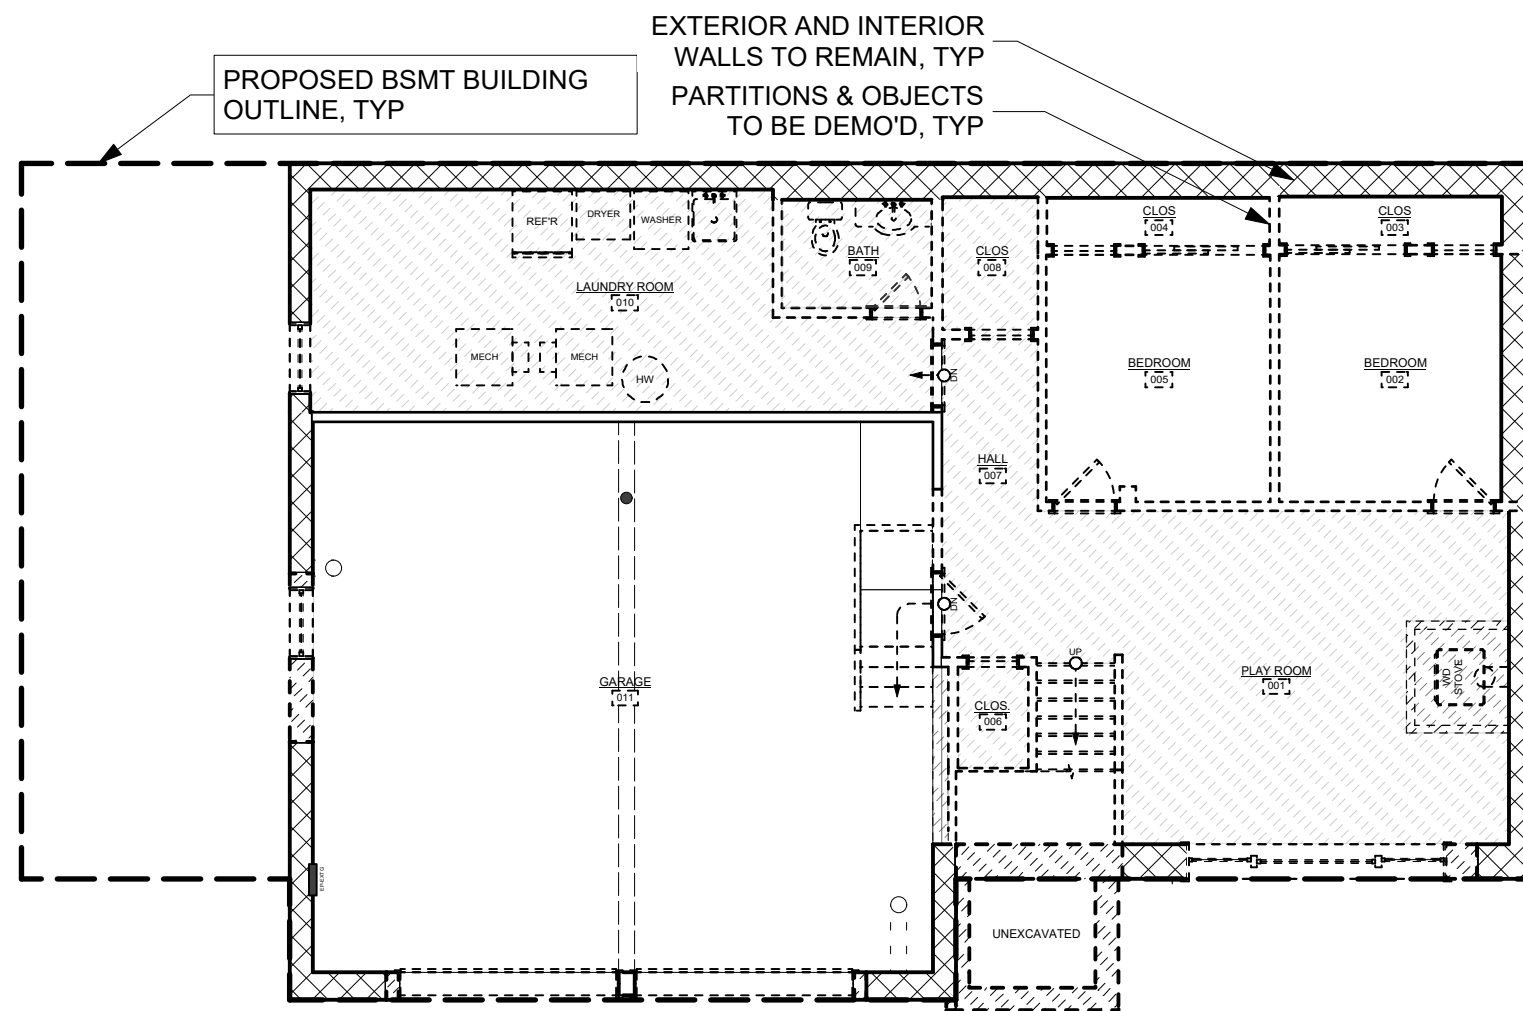 EXTERIOR AND INTERIOR
WALLS TO REMAIN, TYP
PROPOSED BSMT BUILDING
OUTLINE, TYP
PARTITIONS & OBJECTS
TO BE DEMO'D, TYP
REF'R
DRYER
WASHER
BATH
009
CLOS
008
CLOS
004
CLOS
003
LAUNDRY ROOM
010
MECH
MECH
HW
DN
BEDROOM
005
BEDROOM
002
HALL
007
DN
GARAGE
011
UP
CLOS.
006
PLAY ROOM
001
WD
STOVE
UNEXCAVATED